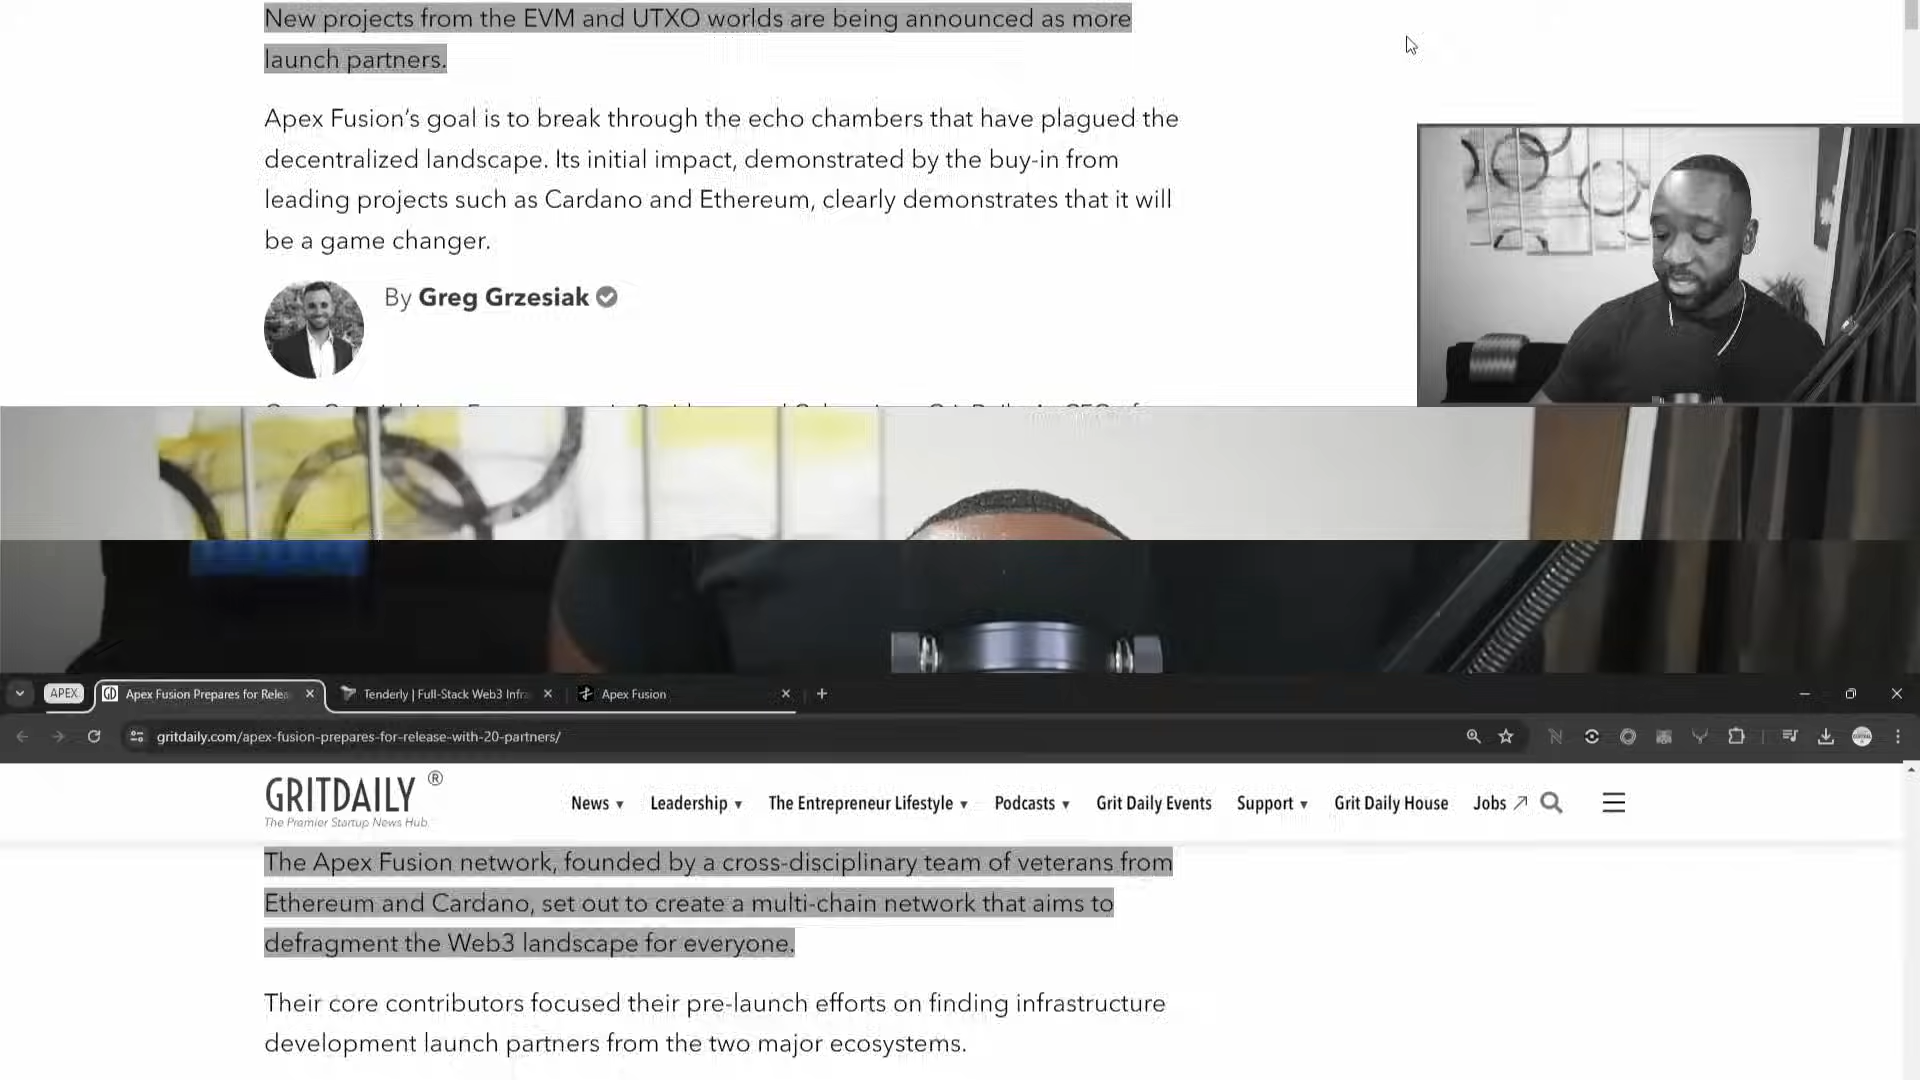 New projects from the EVM and UTXO worlds are being announced as more
launch partners.
Apex Fusion’s goal is to break through the echo chambers that have plagued the
decentralized landscape. Its initial impact, demonstrated by the buy-in from
leading projects such as Cardano and Ethereum, clearly demonstrates that it will
be a game changer.
By Greg Grzesiak
APEX
Apex Fusion Prepares for Relea
Tenderly | Full-Stack Web3 Infra
Apex Fusion
gritdaily.com/apex-fusion-prepares-for-release-with-20-partners/
GRITDAILY ®
The Premier Startup News Hub.
News Leadership The Entrepreneur Lifestyle Podcasts Grit Daily Events Support Grit Daily House Jobs
The Apex Fusion network, founded by a cross-disciplinary team of veterans from
Ethereum and Cardano, set out to create a multi-chain network that aims to
defragment the Web3 landscape for everyone.
Their core contributors focused their pre-launch efforts on finding infrastructure
development launch partners from the two major ecosystems.